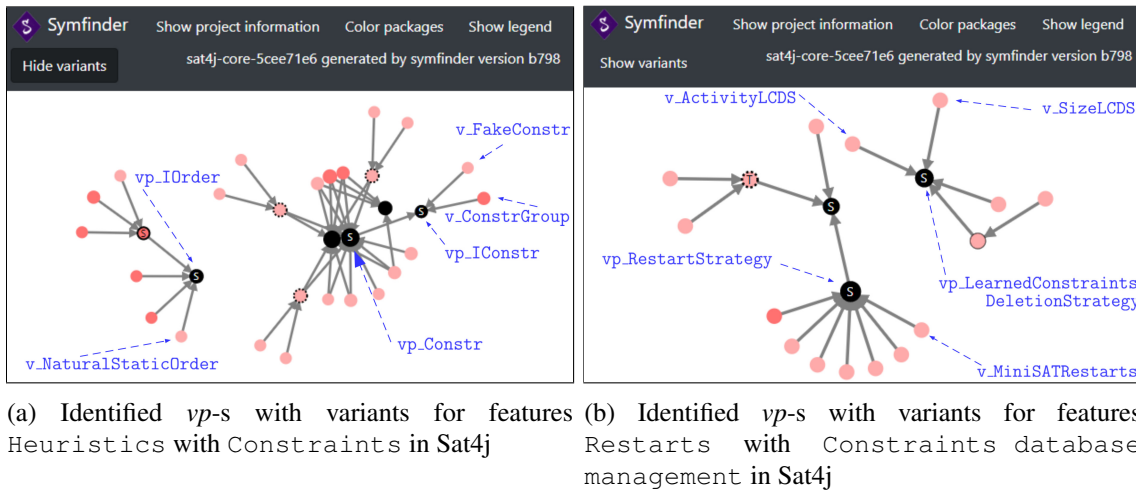 Symfinder Show project information Color packages Show legend
Hide variants sat4j-core-5cee71e6 generated by symfinder version b798
v_FakeConstr
vp_IOrder
S
S
S
S
v_ConstrGroup
vp_IConstr
vp_Constr
v_NaturalStaticOrder
(a) Identified vp-s with variants for features
Heuristics with Constraints in Sat4j
Symfinder Show project information Color packages Show legend
Show variants sat4j-core-5cee71e6 generated by symfinder version b798
v_ActivityLCDS
v_SizeLCDS
T
S
S
S
vp_RestartStrategy
vp_LearnedConstraints
DeletionStrategy
v_MiniSATRestarts
(b) Identified vp-s with variants for features
Restarts with Constraints database
management in Sat4j